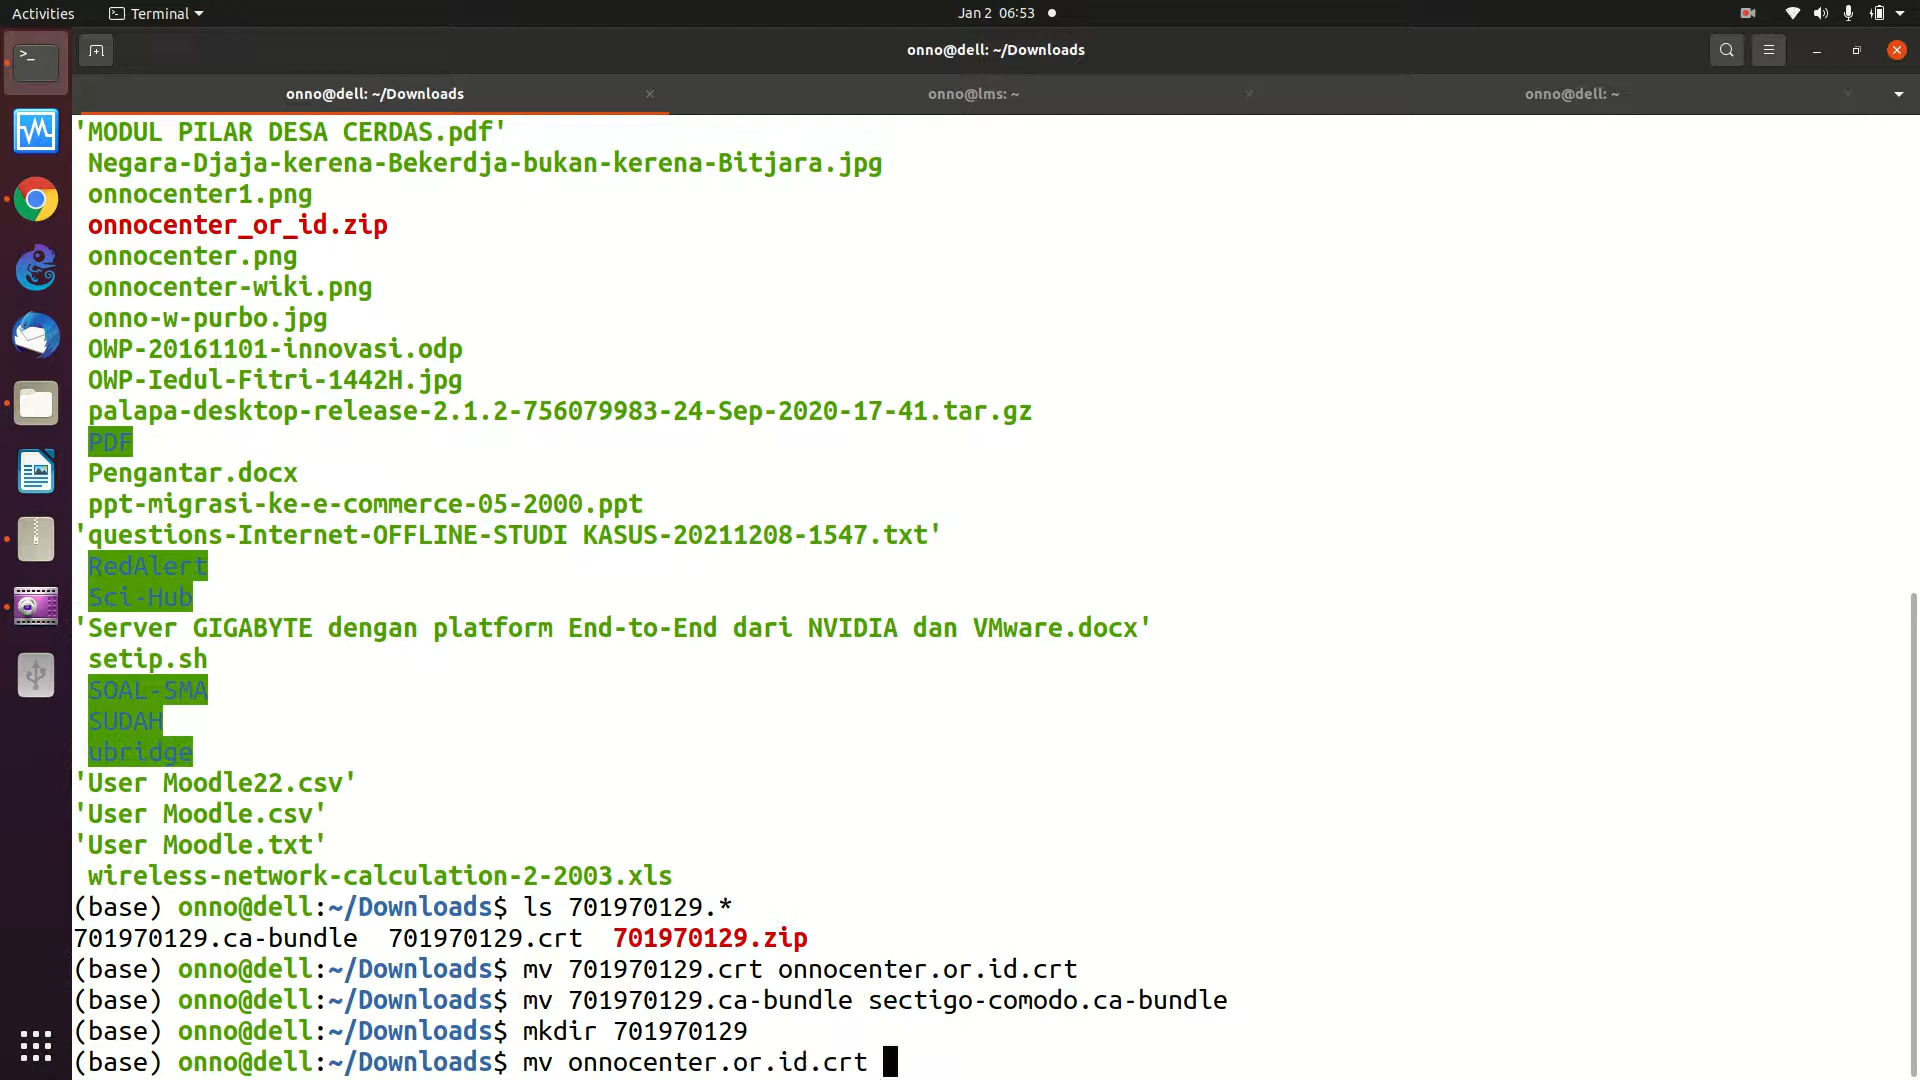 Activities
Terminal
Jan 2 06:53
onno@dell: ~/Downloads
onno@dell: ~/Downloads
onno@lms: ~
onno@dell: ~
'MODUL PILAR DESA CERDAS.pdf'
Negara-Djaja-kerena-Bekerdja-bukan-kerena-Bitjara.jpg
onnocenter1.png
onnocenter_or_id.zip
onnocenter.png
onnocenter-wiki.png
onno-w-purbo.jpg
OWP-20161101-innovasi.odp
OWP-Iedul-Fitri-1442H.jpg
palapa-desktop-release-2.1.2-756079983-24-Sep-2020-17-41.tar.gz
PDF
Pengantar.docx
ppt-migrasi-ke-e-commerce-05-2000.ppt
'questions-Internet-OFFLINE-STUDI KASUS-20211208-1547.txt'
RedAlert
Sci-Hub
'Server GIGABYTE dengan platform End-to-End dari NVIDIA dan VMware.docx'
setip.sh
SOAL-SMA
SUDAH
ubridge
'User Moodle22.csv'
'User Moodle.csv'
'User Moodle.txt'
wireless-network-calculation-2-2003.xls
(base) onno@dell:~/Downloads$ ls 701970129.*
701970129.ca-bundle 701970129.crt 701970129.zip
(base) onno@dell:~/Downloads$ mv 701970129.crt onnocenter.or.id.crt
(base) onno@dell:~/Downloads$ mv 701970129.ca-bundle sectigo-comodo.ca-bundle
(base) onno@dell:~/Downloads$ mkdir 701970129
(base) onno@dell:~/Downloads$ mv onnocenter.or.id.crt